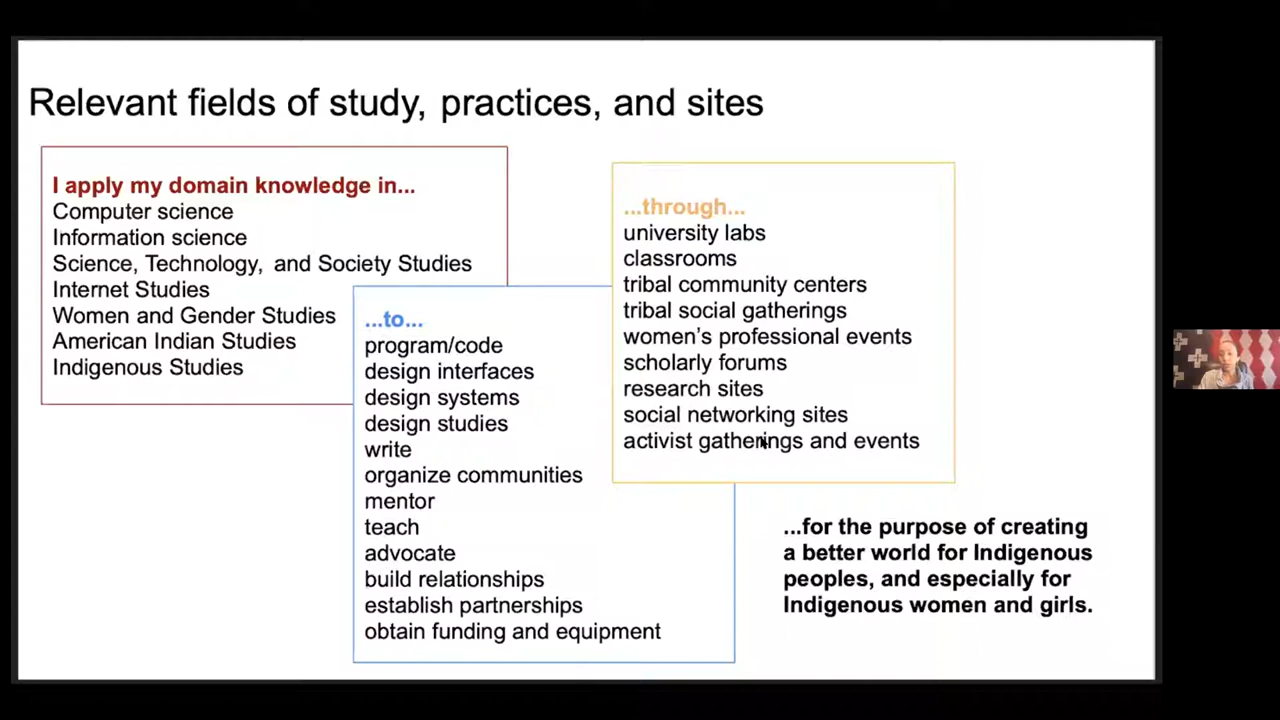 Relevant fields of study, practices, and sites
I apply my domain knowledge in...
Computer science
Information science
Science, Technology, and Society Studies
Internet Studies
Women and Gender Studies
American Indian Studies
Indigenous Studies
...to...
program/code
design interfaces
design systems
design studies
write
organize communities
mentor
teach
advocate
build relationships
establish partnerships
obtain funding and equipment
...through...
university labs
classrooms
tribal community centers
tribal social gatherings
women’s professional events
scholarly forums
research sites
social networking sites
activist gatherings and events
...for the purpose of creating
a better world for Indigenous
peoples, and especially for
Indigenous women and girls.